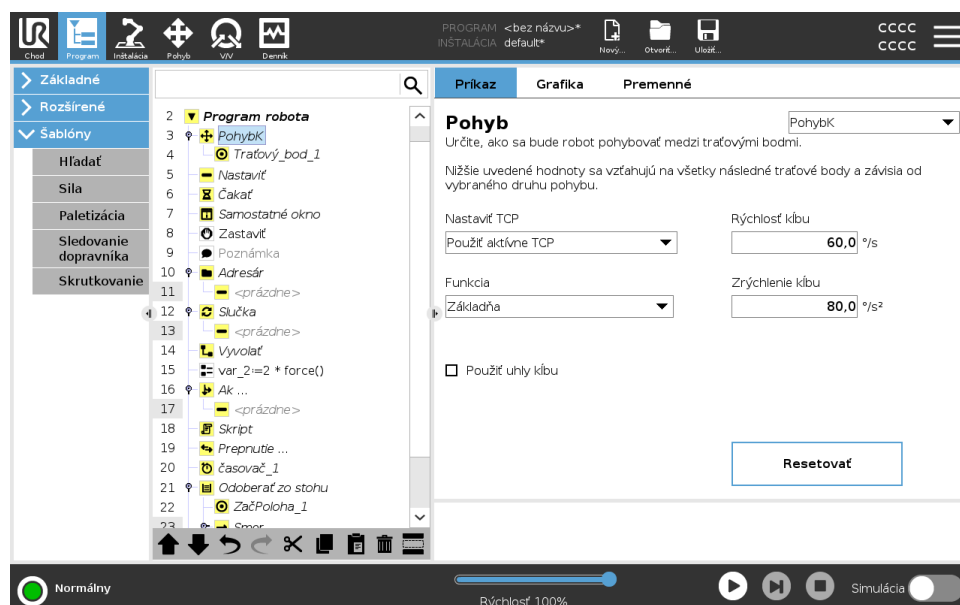 UR
PROGRAM <bez názvu>*
INŠTALÁCIA default*
Chod Program Inštalácia Pohyb V/V Denník
Nový... Otvoriť... Uložiť...
CCCC
CCCC
Základné
Rozšírené
Šablóny
Hľadať
Sila
Paletizácia
Sledovanie
dopravníka
Skrutkovanie
2 Program robota
3 PohybK
4 Traťový_bod_1
5 Nastaviť
6 Čakať
7 Samostatné okno
8 Zastaviť
9 Poznámka
10 Adresár
11 <prázdne>
12 Slučka
13 <prázdne>
14 Vyvolať
15 var_2:=2 * force()
16 Ak ...
17 <prázdne>
18 Skript
19 Prepnutie ...
20 časovač_1
21 Odoberať zo stohu
22 ZačPoloha_1
23 Smer
Príkaz Grafika Premenné
Pohyb
PohybK
Určite, ako sa bude robot pohybovať medzi traťovými bodmi.
Nižšie uvedené hodnoty sa vzťahujú na všetky následné traťové body a závisia od
vybraného druhu pohybu.
Nastaviť TCP
Rýchlosť kĺbu
Použiť aktívne TCP
60,0 °/s
Funkcia
Zrýchlenie kĺbu
Základňa
80,0 °/s²
Použiť uhly kĺbu
Resetovať
Normálny
Rýchlosť 100%
Simulácia